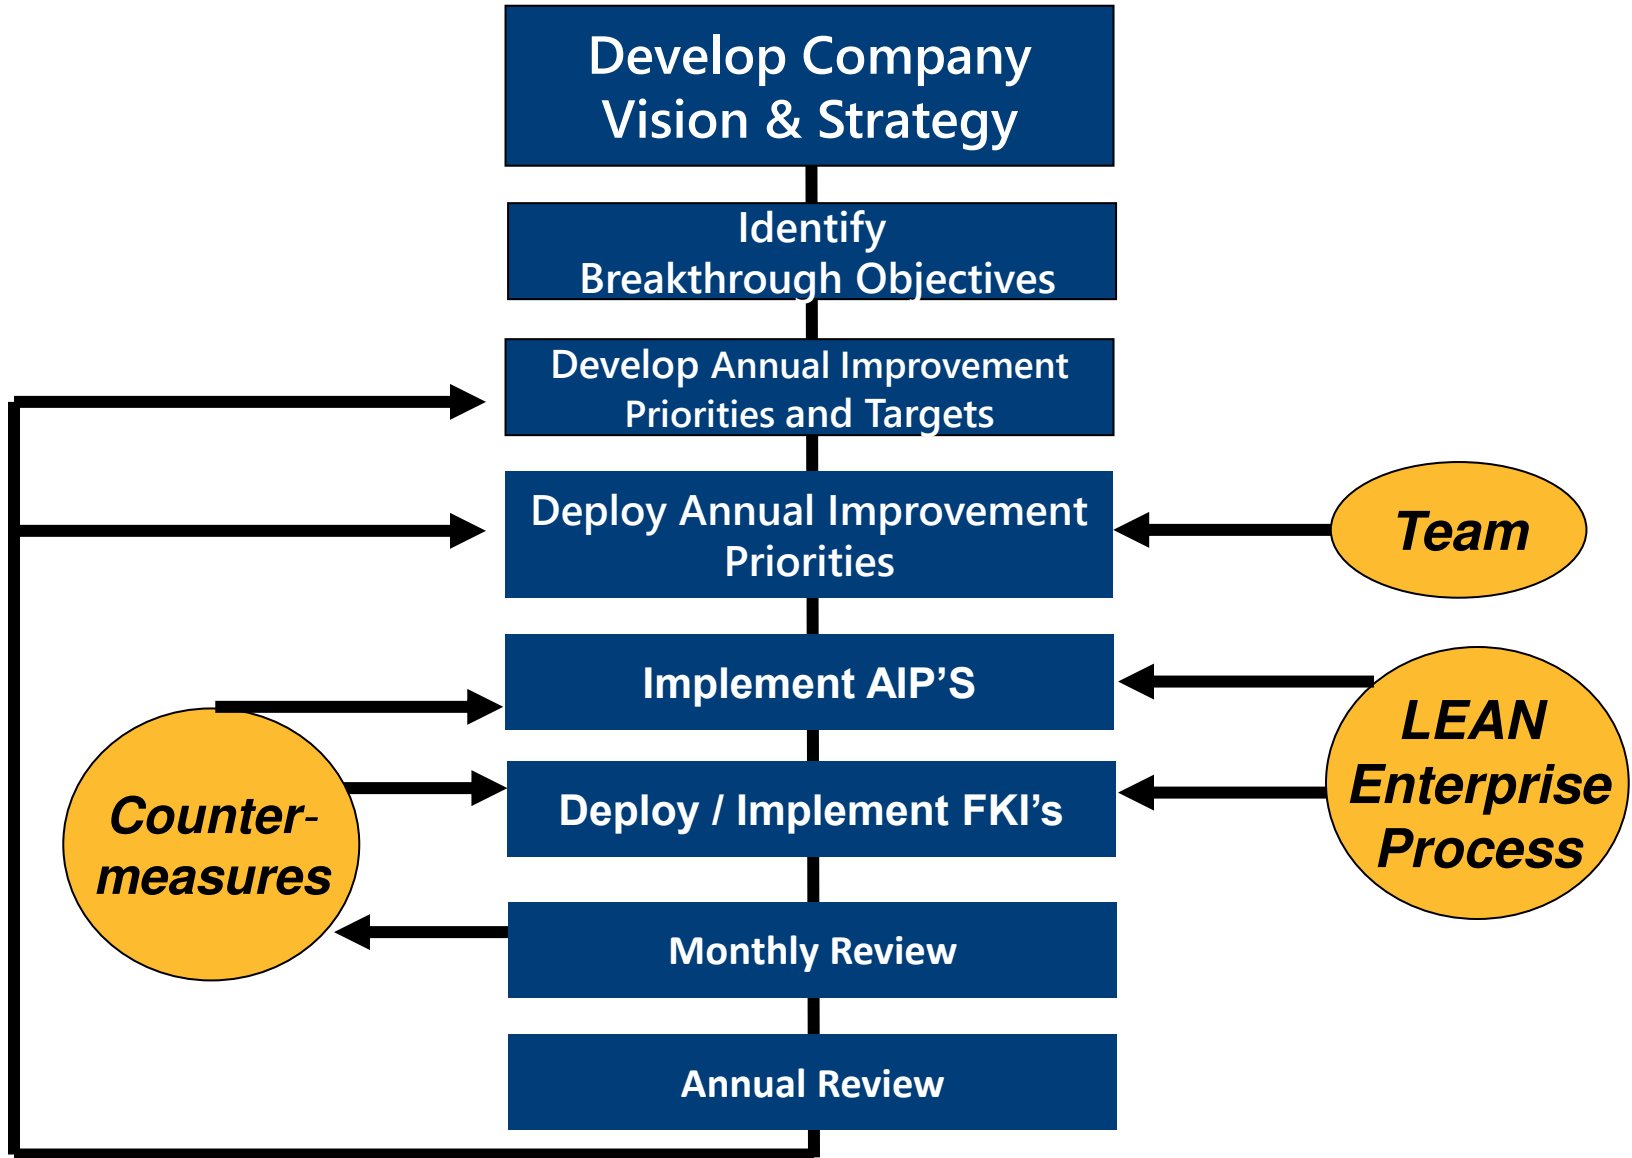 Develop Company
Vision & Strategy
Identify
Breakthrough Objectives
Develop Annual Improvement
Priorities and Targets
Deploy Annual Improvement
Priorities
Team
Implement AIP’S
LEAN
Enterprise
Process
Deploy / Implement FKI’s
Counter-
measures
Monthly Review
Annual Review